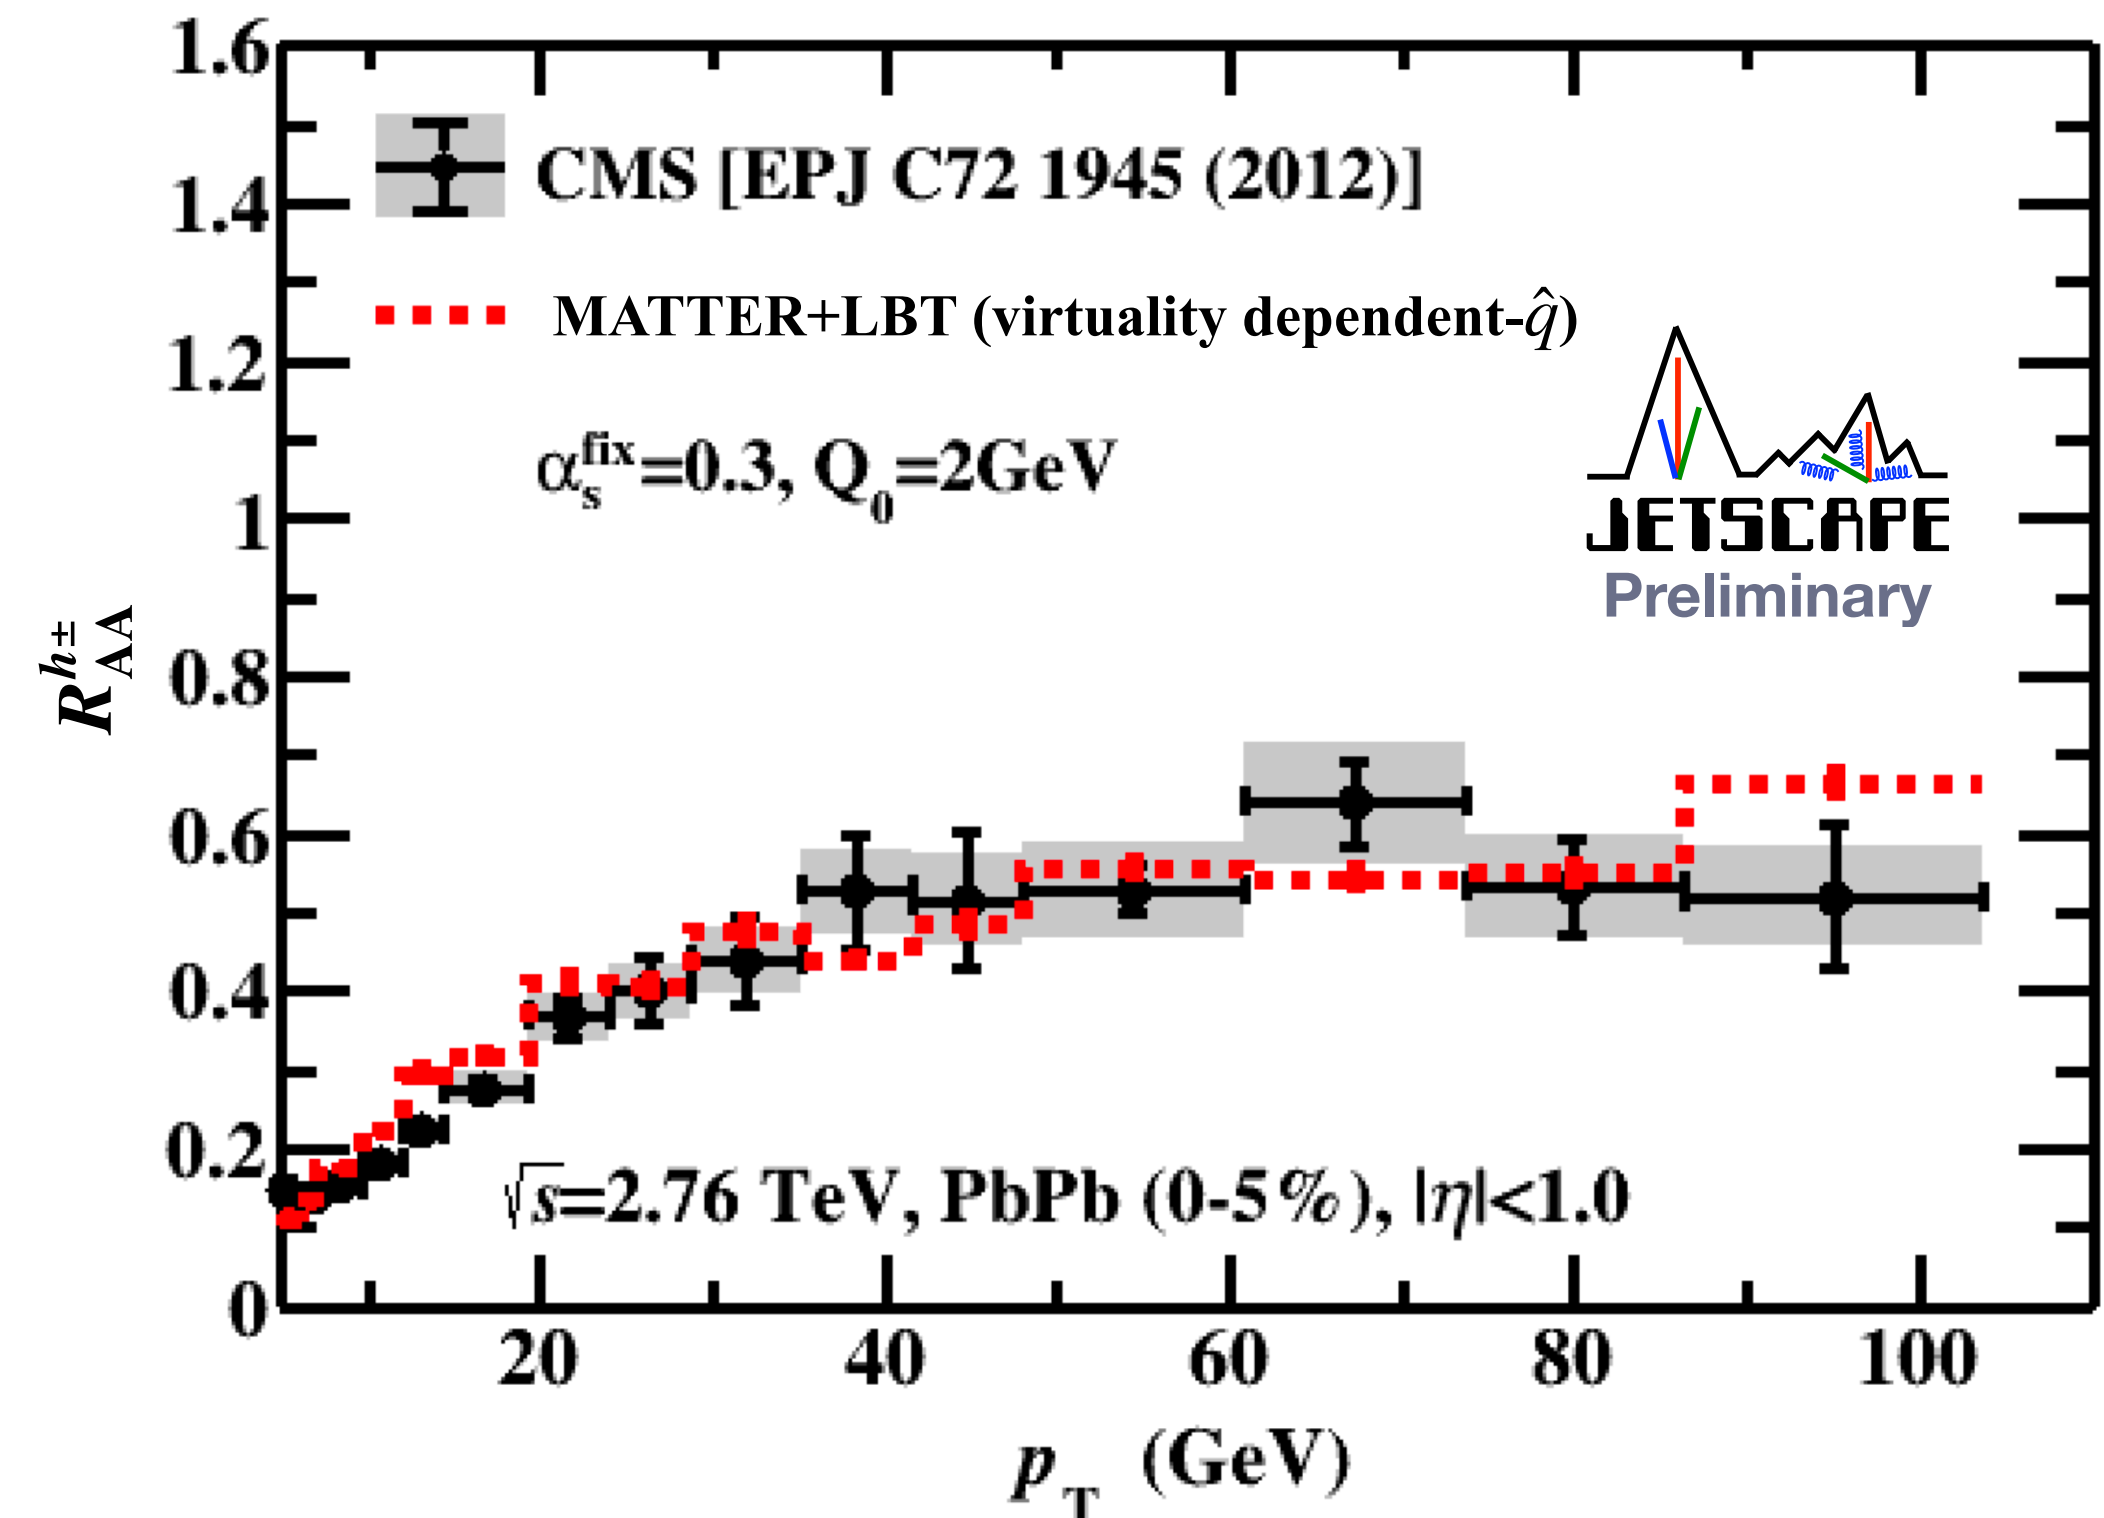 1.6
1.4
1.2
1
0.8
0.6
0.4
0.2
0
CMS [EPJ C72 1945 (2012)]
MATTER+LBT (virtuality dependent-q̂)
α_s^fix=0.3, Q_0=2GeV
JETSCAPE
Preliminary
R_AA^h±
√s=2.76 TeV, PbPb (0-5%), |η|<1.0
20 40 60 80 100
p_T (GeV)